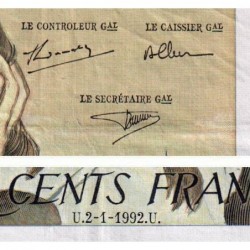 LE CONTROLEUR GAL LE CAISSIER GAL
LE SECRÉTAIRE GAL
CENTS FRAN
U.2-1-1992.U.